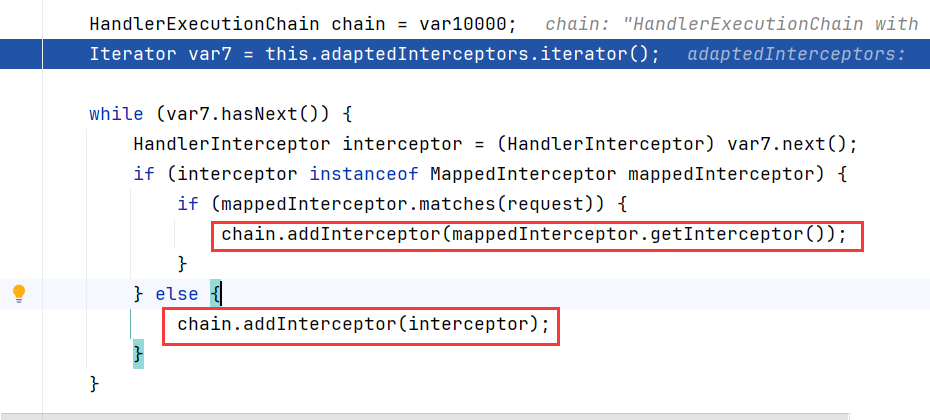 HandlerExecutionChain chain = var10000; chain: "HandlerExecutionChain with
Iterator var7 = this.adaptedInterceptors.iterator(); adaptedInterceptors:
while (var7.hasNext()) {
HandlerInterceptor interceptor = (HandlerInterceptor) var7.next();
if (interceptor instanceof MappedInterceptor mappedInterceptor) {
if (mappedInterceptor.matches(request)) {
chain.addInterceptor(mappedInterceptor.getInterceptor());
}
} else {
chain.addInterceptor(interceptor);
}
}